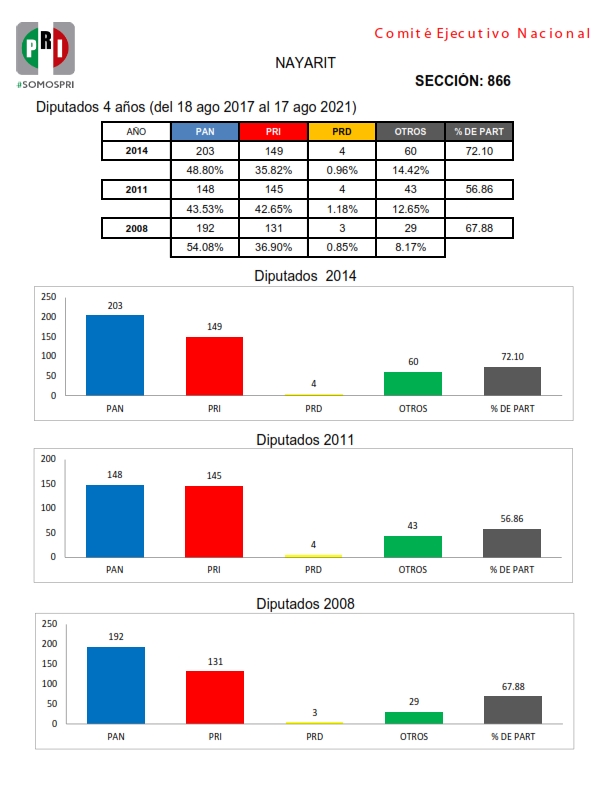 Comité Ejecutivo Nacional
PRI
#SOMOSPRI
NAYARIT
SECCIÓN: 866
Diputados 4 años (del 18 ago 2017 al 17 ago 2021)
AÑO PAN PRI PRD OTROS % DE PART
2014 203 149 4 60 72.10
48.80% 35.82% 0.96% 14.42%
2011 148 145 4 43 56.86
43.53% 42.65% 1.18% 12.65%
2008 192 131 3 29 67.88
54.08% 36.90% 0.85% 8.17%
Diputados 2014
250
200
150
100
50
0
203 149 4 60 72.10
PAN PRI PRD OTROS % DE PART
Diputados 2011
200
150
100
50
0
148 145 4 43 56.86
PAN PRI PRD OTROS % DE PART
Diputados 2008
250
200
150
100
50
0
192 131 3 29 67.88
PAN PRI PRD OTROS % DE PART